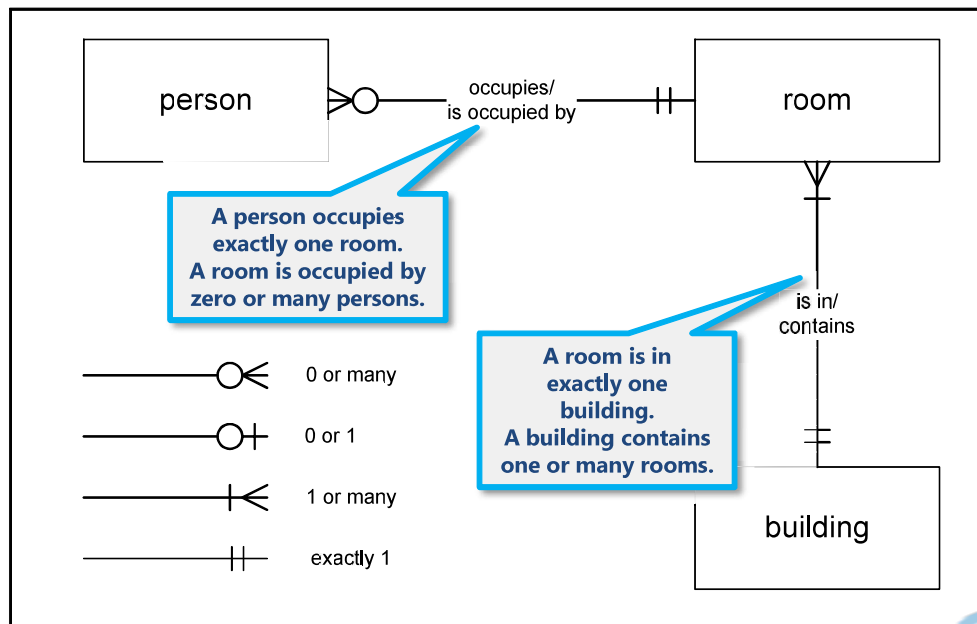 person
occupies/
is occupied by
room
A person occupies
exactly one room.
A room is occupied by
zero or many persons.
is in/
contains
A room is in
exactly one
building.
A building contains
one or many rooms.
0 or many
0 or 1
1 or many
exactly 1
building